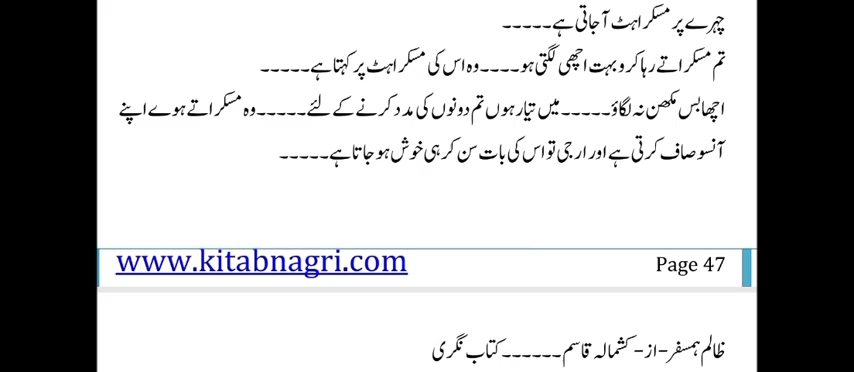 چہرے پر مسکراہٹ آ جاتی ہے۔۔۔۔۔
تم مسکراتے رہا کرو بہت اچھی لگتی ہو۔۔۔۔وہ اس کی مسکراہٹ پر کہتا ہے۔۔۔۔۔
اچھا بس مکھن نہ لگاؤ۔۔۔۔۔میں تیار ہوں تم دونوں کی مدد کرنے کے لئے۔۔۔۔۔وہ مسکراتے ہوے اپنے
آنسو صاف کرتی ہے اور ارجی تو اس کی بات سن کر ہی خوش ہو جاتا ہے۔۔۔۔۔
www.kitabnagri.com Page 47
ظالم ہمسفر-از-کشمالہ قاسم۔۔۔۔۔۔کتاب نگری